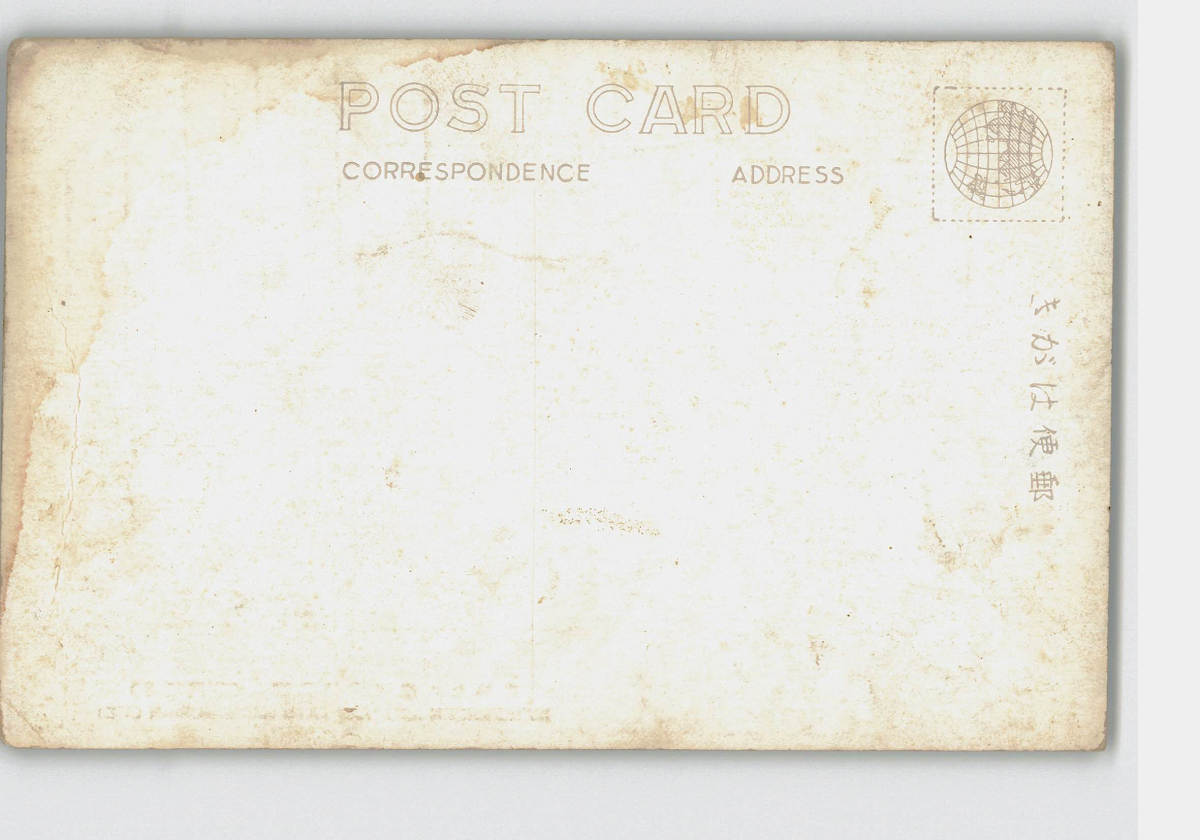 POST CARD
CORRESPONDENCE
ADDRESS
郵便はがき